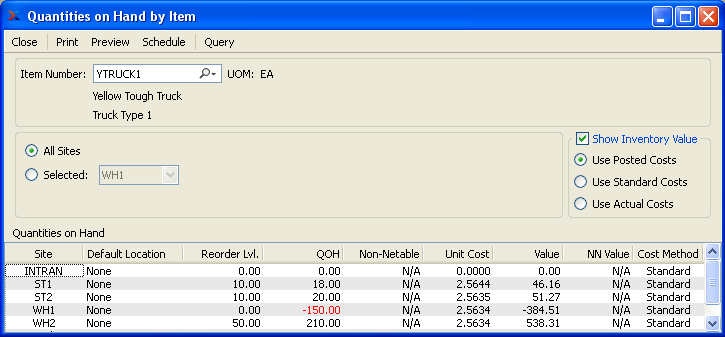 Quantities on Hand by Item
Close Print Preview Schedule Query
Item Number: YTRUCK1 UOM: EA
Yellow Tough Truck
Truck Type 1
All Sites
Selected: WH1
Show Inventory Value
Use Posted Costs
Use Standard Costs
Use Actual Costs
Quantities on Hand
Site Default Location Reorder Lvl. QOH Non-Netable Unit Cost Value NN Value Cost Method
INTRAN None 0.00 0.00 N/A 0.0000 0.00 N/A Standard
ST1 None 10.00 18.00 N/A 2.5644 46.16 N/A Standard
ST2 None 10.00 20.00 N/A 2.5635 51.27 N/A Standard
WH1 None 0.00 -150.00 N/A 2.5634 -384.51 N/A Standard
WH2 None 50.00 210.00 N/A 2.5634 538.31 N/A Standard